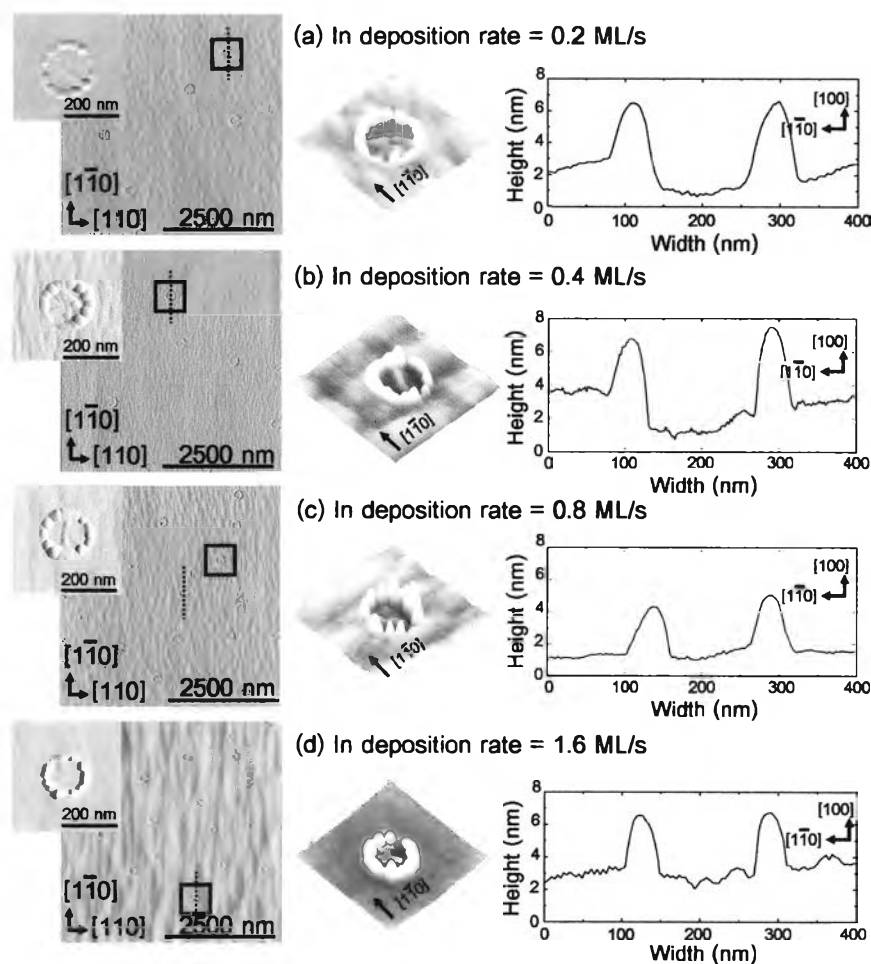 (a) In deposition rate = 0.2 ML/s
200 nm
[11̄0]
[110]
2500 nm
[11̄0]
Height (nm)
8
6
4
2
0
[100]
[11̄0]
0 100 200 300 400
Width (nm)
(b) In deposition rate = 0.4 ML/s
200 nm
[11̄0]
[110]
2500 nm
[11̄0]
Height (nm)
8
6
4
2
0
[100]
[11̄0]
0 100 200 300 400
Width (nm)
(c) In deposition rate = 0.8 ML/s
200 nm
[11̄0]
[110]
2500 nm
[11̄0]
Height (nm)
8
6
4
2
0
[100]
[11̄0]
0 100 200 300 400
Width (nm)
(d) In deposition rate = 1.6 ML/s
200 nm
[11̄0]
[110]
2500 nm
[11̄0]
Height (nm)
8
6
4
2
0
[100]
[11̄0]
0 100 200 300 400
Width (nm)